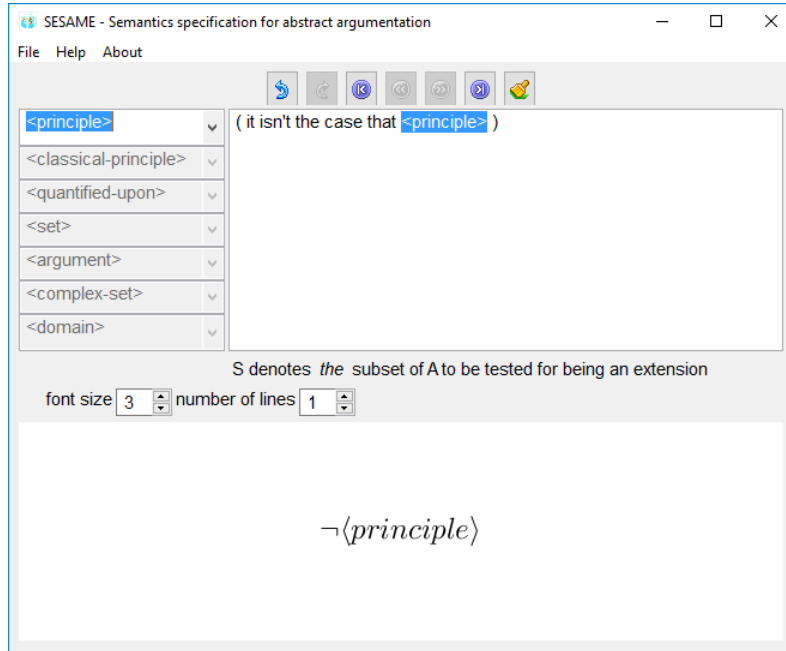 SESAME - Semantics specification for abstract argumentation
File Help About
<principle>
( it isn't the case that <principle> )
<classical-principle>
<quantified-upon>
<set>
<argument>
<complex-set>
<domain>
S denotes the subset of A to be tested for being an extension
font size 3 number of lines 1
¬⟨principle⟩